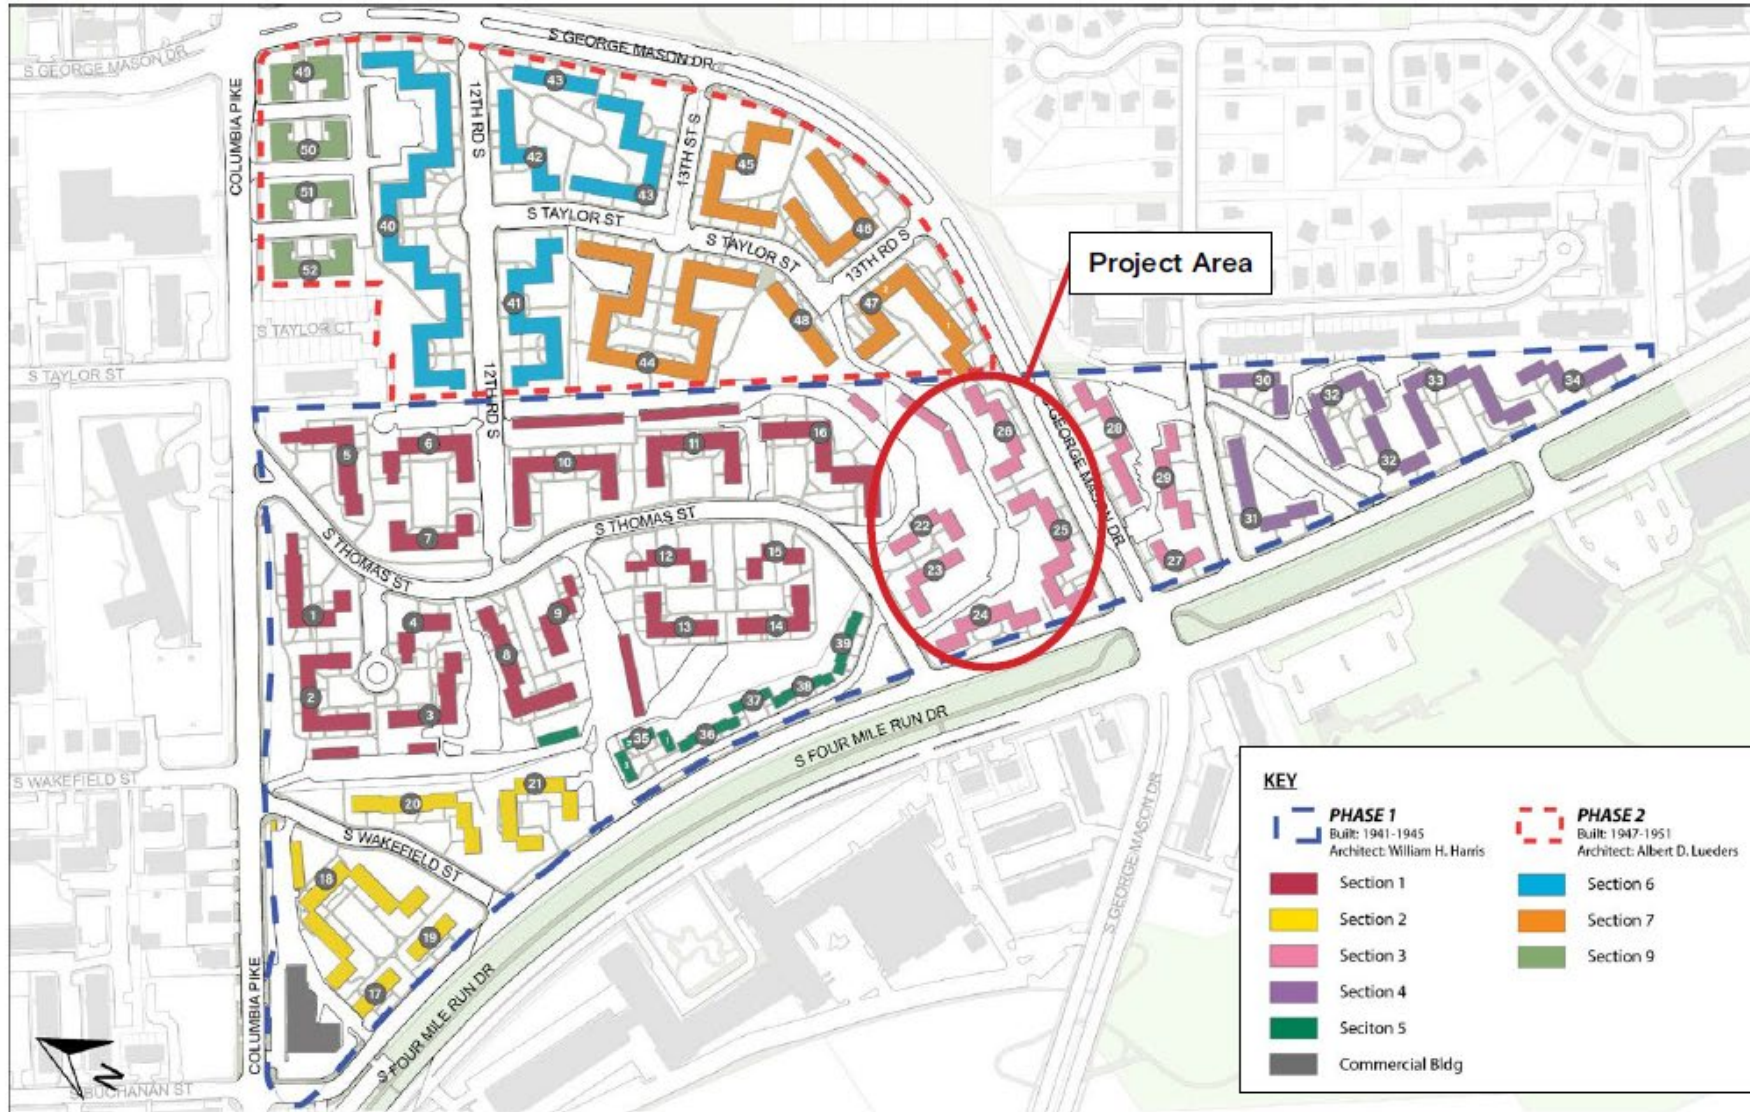 S GEORGE MASON DR
S GEORGE MASON DR
COLUMBIA PIKE
12TH RD S
13TH ST S
49
43
50
42
45
51
43
S TAYLOR ST
40
46
S TAYLOR ST
13TH RD S
52
Project Area
41
47
2
1
48
S TAYLOR CT
44
S TAYLOR ST
12TH RD S
30
32
33
34
S GEORGE MASON DR
28
26
5
6
10
11
16
29
32
31
S THOMAS ST
22
25
7
12
15
23
27
S THOMAS ST
1
4
9
13
14
24
8
39
2
3
38
37
35
36
S FOUR MILE RUN DR
S WAKEFIELD ST
21
20
S WAKEFIELD ST
18
19
17
COLUMBIA PIKE
S FOUR MILE RUN DR
S GEORGE MASON DR
N
S BUCHANAN ST
KEY
PHASE 1
Built: 1941-1945
Architect: William H. Harris
Section 1
Section 2
Section 3
Section 4
Seciton 5
Commercial Bldg
PHASE 2
Built: 1947-1951
Architect: Albert D. Lueders
Section 6
Section 7
Section 9